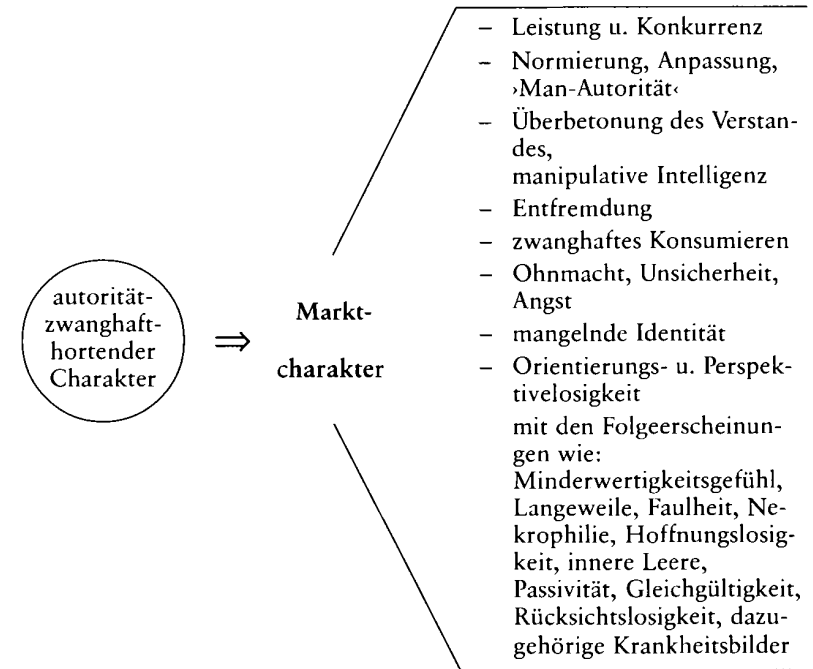 autorität-
zwanghaft-
hortender
Charakter
⇒
Markt-
charakter
– Leistung u. Konkurrenz
– Normierung, Anpassung,
›Man-Autorität‹
– Überbetonung des Verstan-
des,
manipulative Intelligenz
– Entfremdung
– zwanghaftes Konsumieren
– Ohnmacht, Unsicherheit,
Angst
– mangelnde Identität
– Orientierungs- u. Perspek-
tivelosigkeit
mit den Folgeerscheinun-
gen wie:
Minderwertigkeitsgefühl,
Langeweile, Faulheit, Ne-
krophilie, Hoffnungslosig-
keit, innere Leere,
Passivität, Gleichgültigkeit,
Rücksichtslosigkeit, dazu-
gehörige Krankheitsbilder